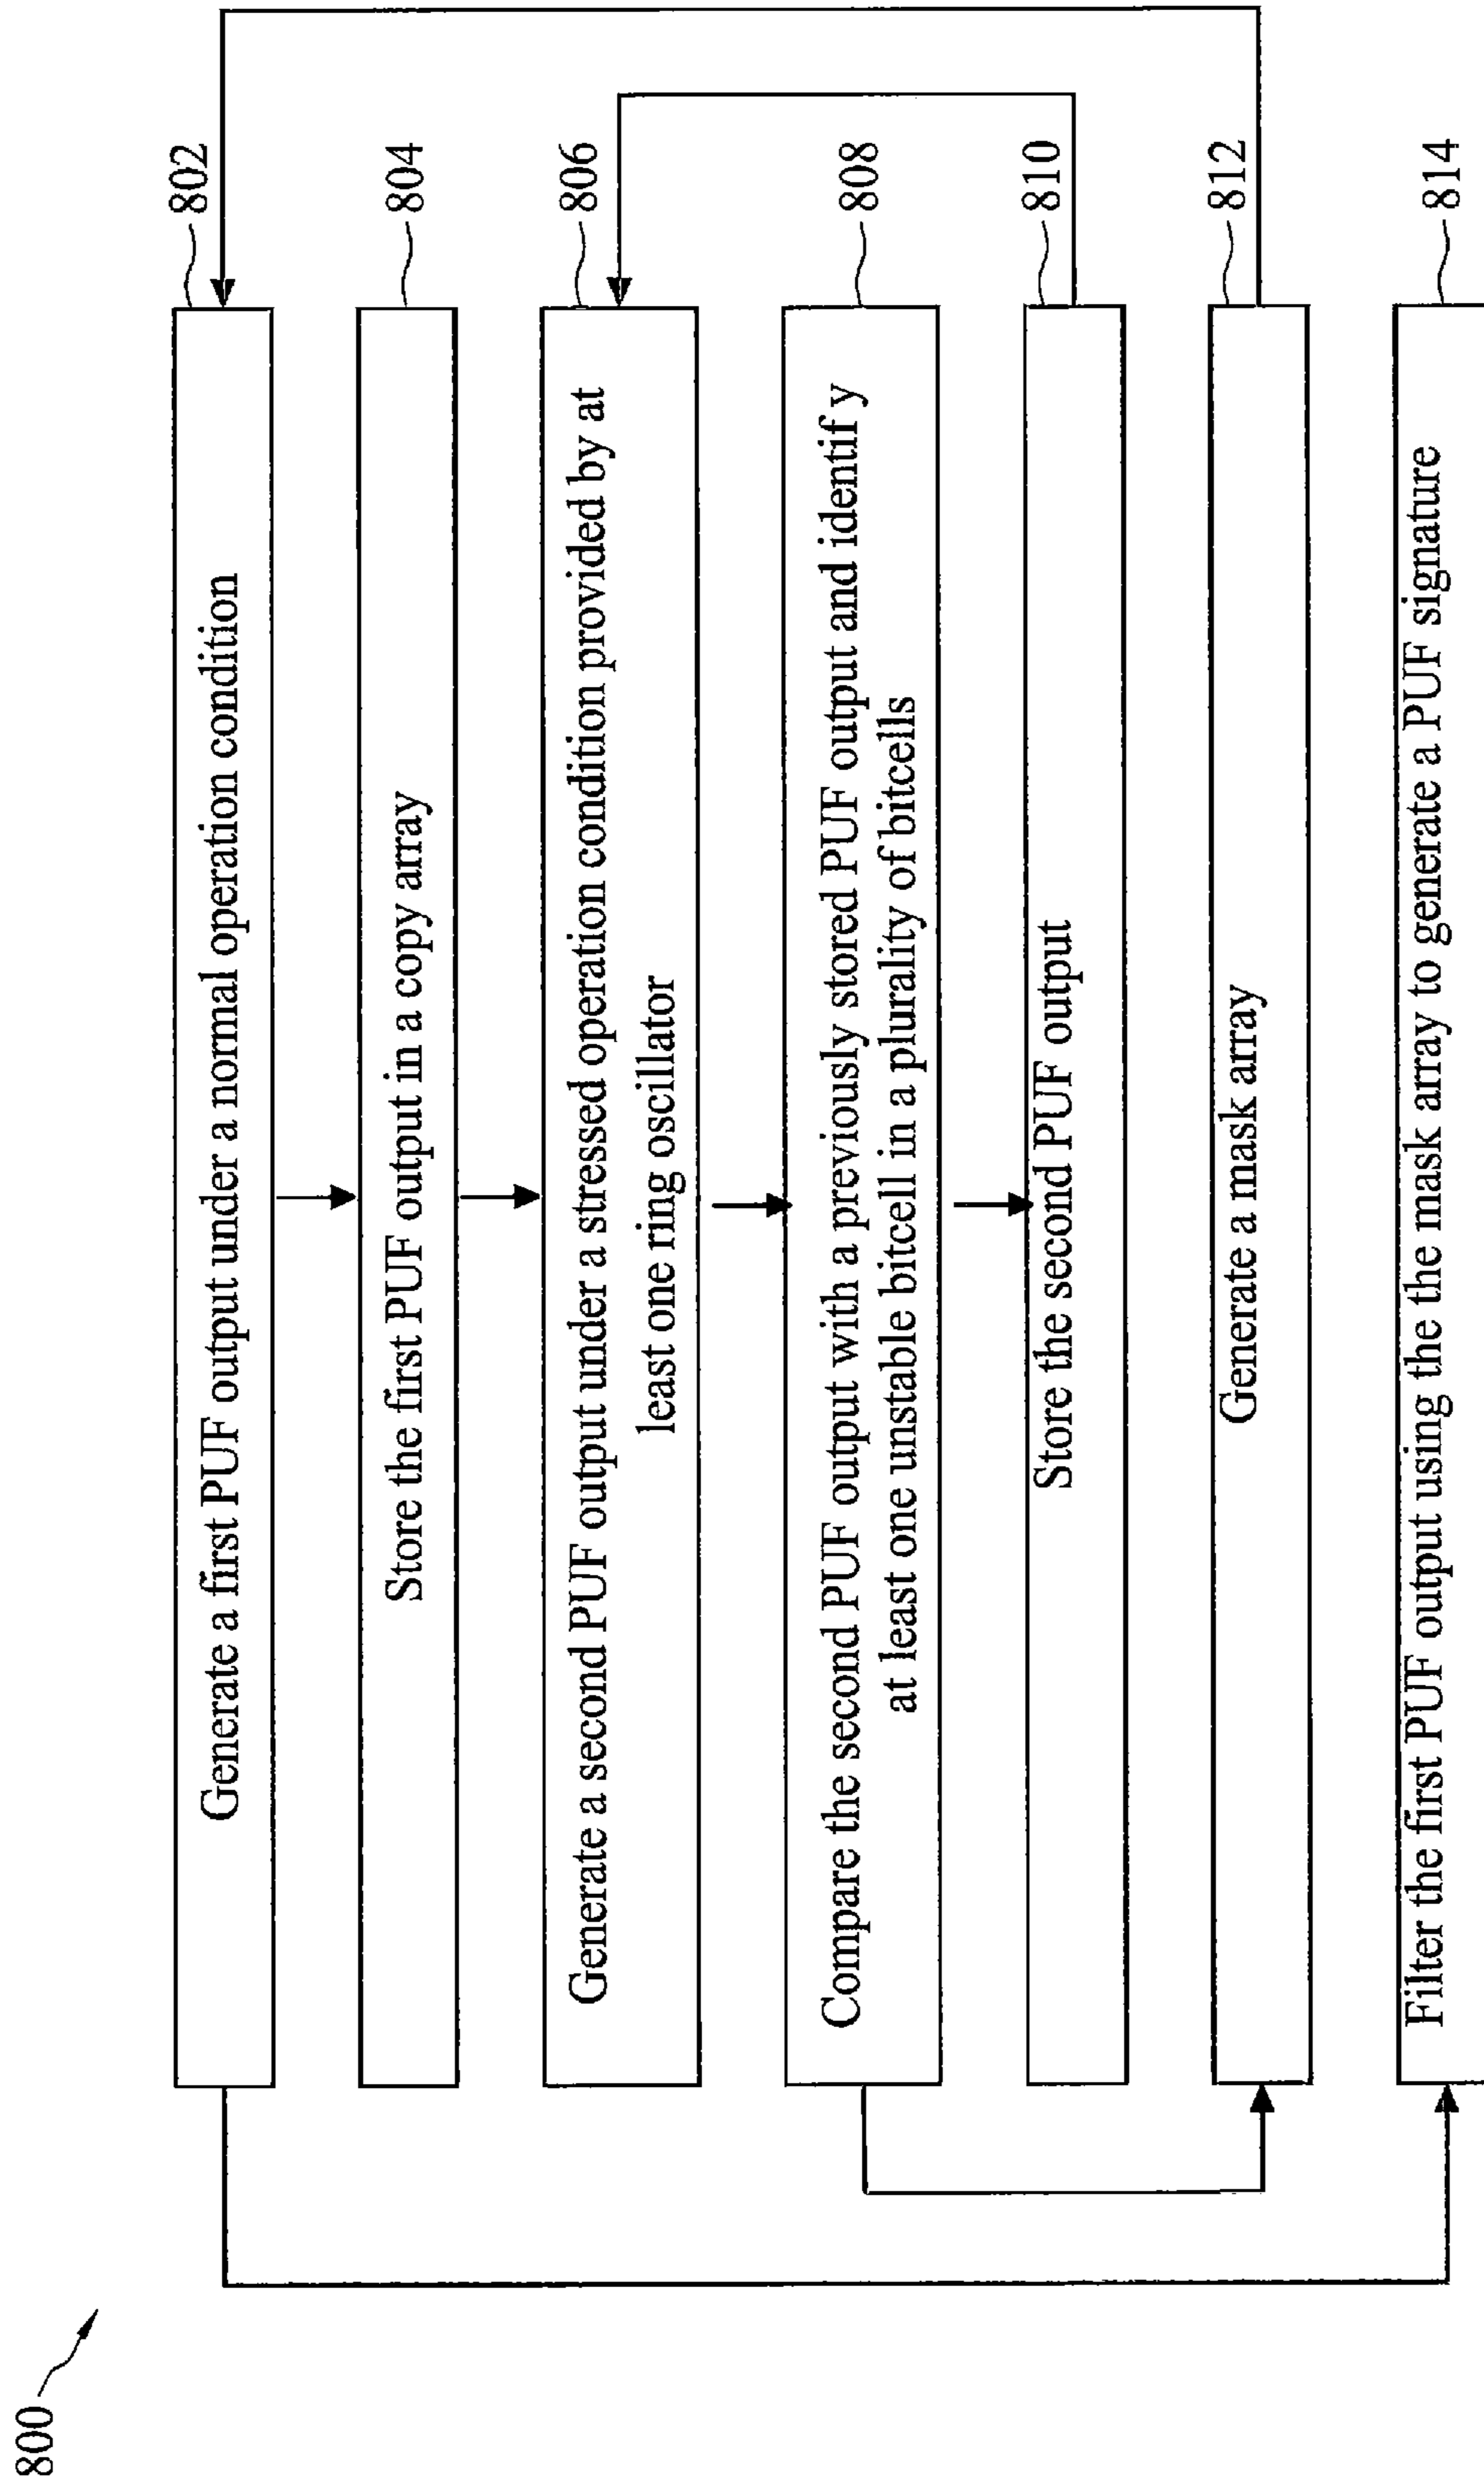 800
802
Generate a first PUF output under a normal operation condition
804
Store the first PUF output in a copy array
806
Generate a second PUF output under a stressed operation condition provided by at
least one ring oscillator
808
Compare the second PUF output with a previously stored PUF output and identif y
at least one unstable bitcell in a plurality of bitcells
810
Store the second PUF output
812
Generate a mask array
814
Filter the first PUF output using the the mask array to generate a PUF signature